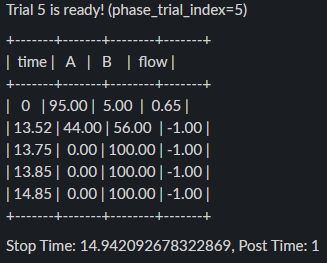 Trial 5 is ready! (phase_trial_index=5)
+-------+-------+-------+-------+
| time | A | B | flow |
+-------+-------+-------+-------+
| 0 | 95.00 | 5.00 | 0.65 |
| 13.52 | 44.00 | 56.00 | -1.00 |
| 13.75 | 0.00 | 100.00 | -1.00 |
| 13.85 | 0.00 | 100.00 | -1.00 |
| 14.85 | 0.00 | 100.00 | -1.00 |
+-------+-------+-------+-------+
Stop Time: 14.942092678322869, Post Time: 1